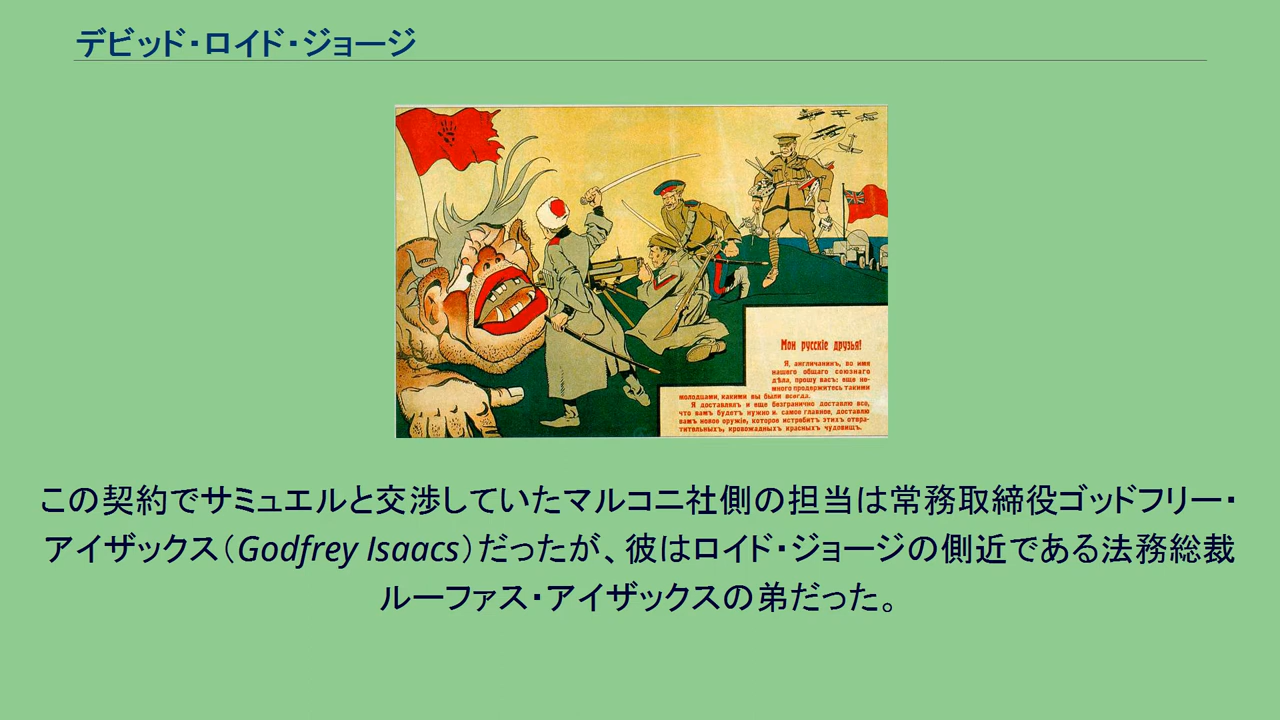 デビッド・ロイド・ジョージ
Мои русскіе друзья!
Я, англичанинъ, во имя
нашего общаго союзнаго
дѣла, прошу васъ: еще не-
много продержитесь такими
молодцами, какими вы были всегда.
Я доставлялъ и еще безгранично доставлю все,
что вамъ будетъ нужно и самое главное, доставлю
вамъ новое оружіе, которое истребитъ этихъ отвра-
тительныхъ, кровожадныхъ красныхъ чудовищъ.
この契約でサミュエルと交渉していたマルコニ社側の担当は常務取締役ゴッドフリー・
アイザックス（Godfrey Isaacs）だったが、彼はロイド・ジョージの側近である法務総裁
ルーファス・アイザックスの弟だった。